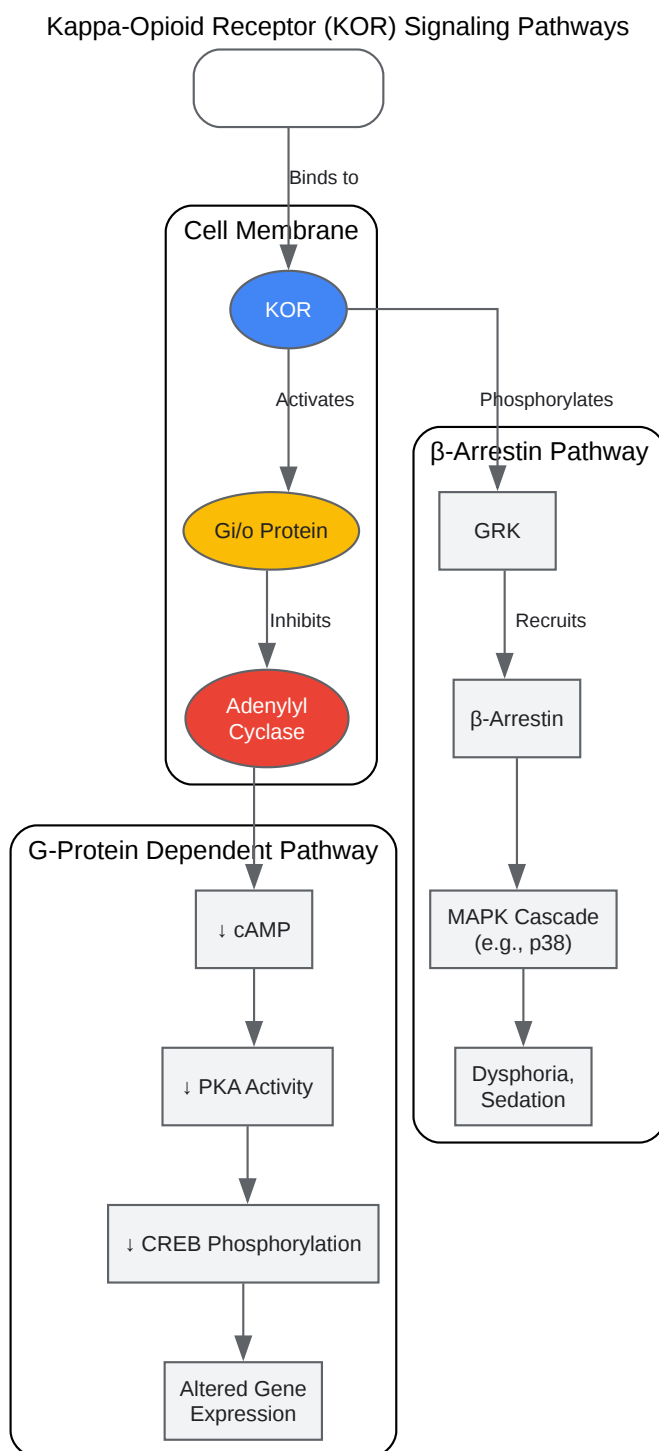 Kappa-Opioid Receptor (KOR) Signaling Pathways
Binds to
Cell Membrane
KOR
Activates
Phosphorylates
β-Arrestin Pathway
Gi/o Protein
GRK
Inhibits
Recruits
Adenylyl
Cyclase
β-Arrestin
G-Protein Dependent Pathway
↓ cAMP
MAPK Cascade
(e.g., p38)
↓ PKA Activity
Dysphoria,
Sedation
↓ CREB Phosphorylation
Altered Gene
Expression